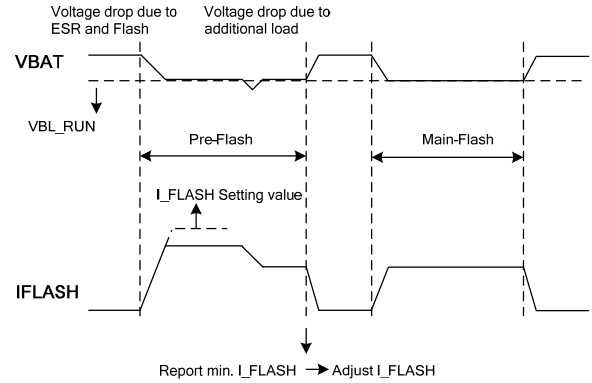 Voltage drop due to
ESR and Flash
Voltage drop due to
additional load
VBAT
VBL_RUN
Pre-Flash
Main-Flash
I_FLASH Setting value
IFLASH
Report min. I_FLASH
Adjust I_FLASH